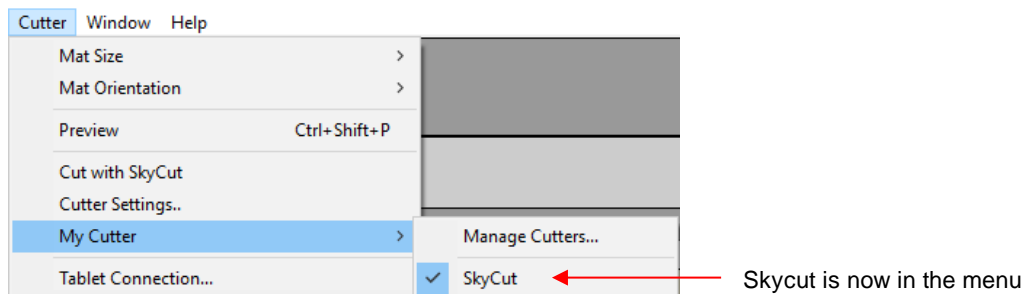 Cutter Window Help
Mat Size >
Mat Orientation >
Preview Ctrl+Shift+P
Cut with SkyCut
Cutter Settings..
My Cutter >
Manage Cutters...
Tablet Connection...
✓ SkyCut
Skycut is now in the menu